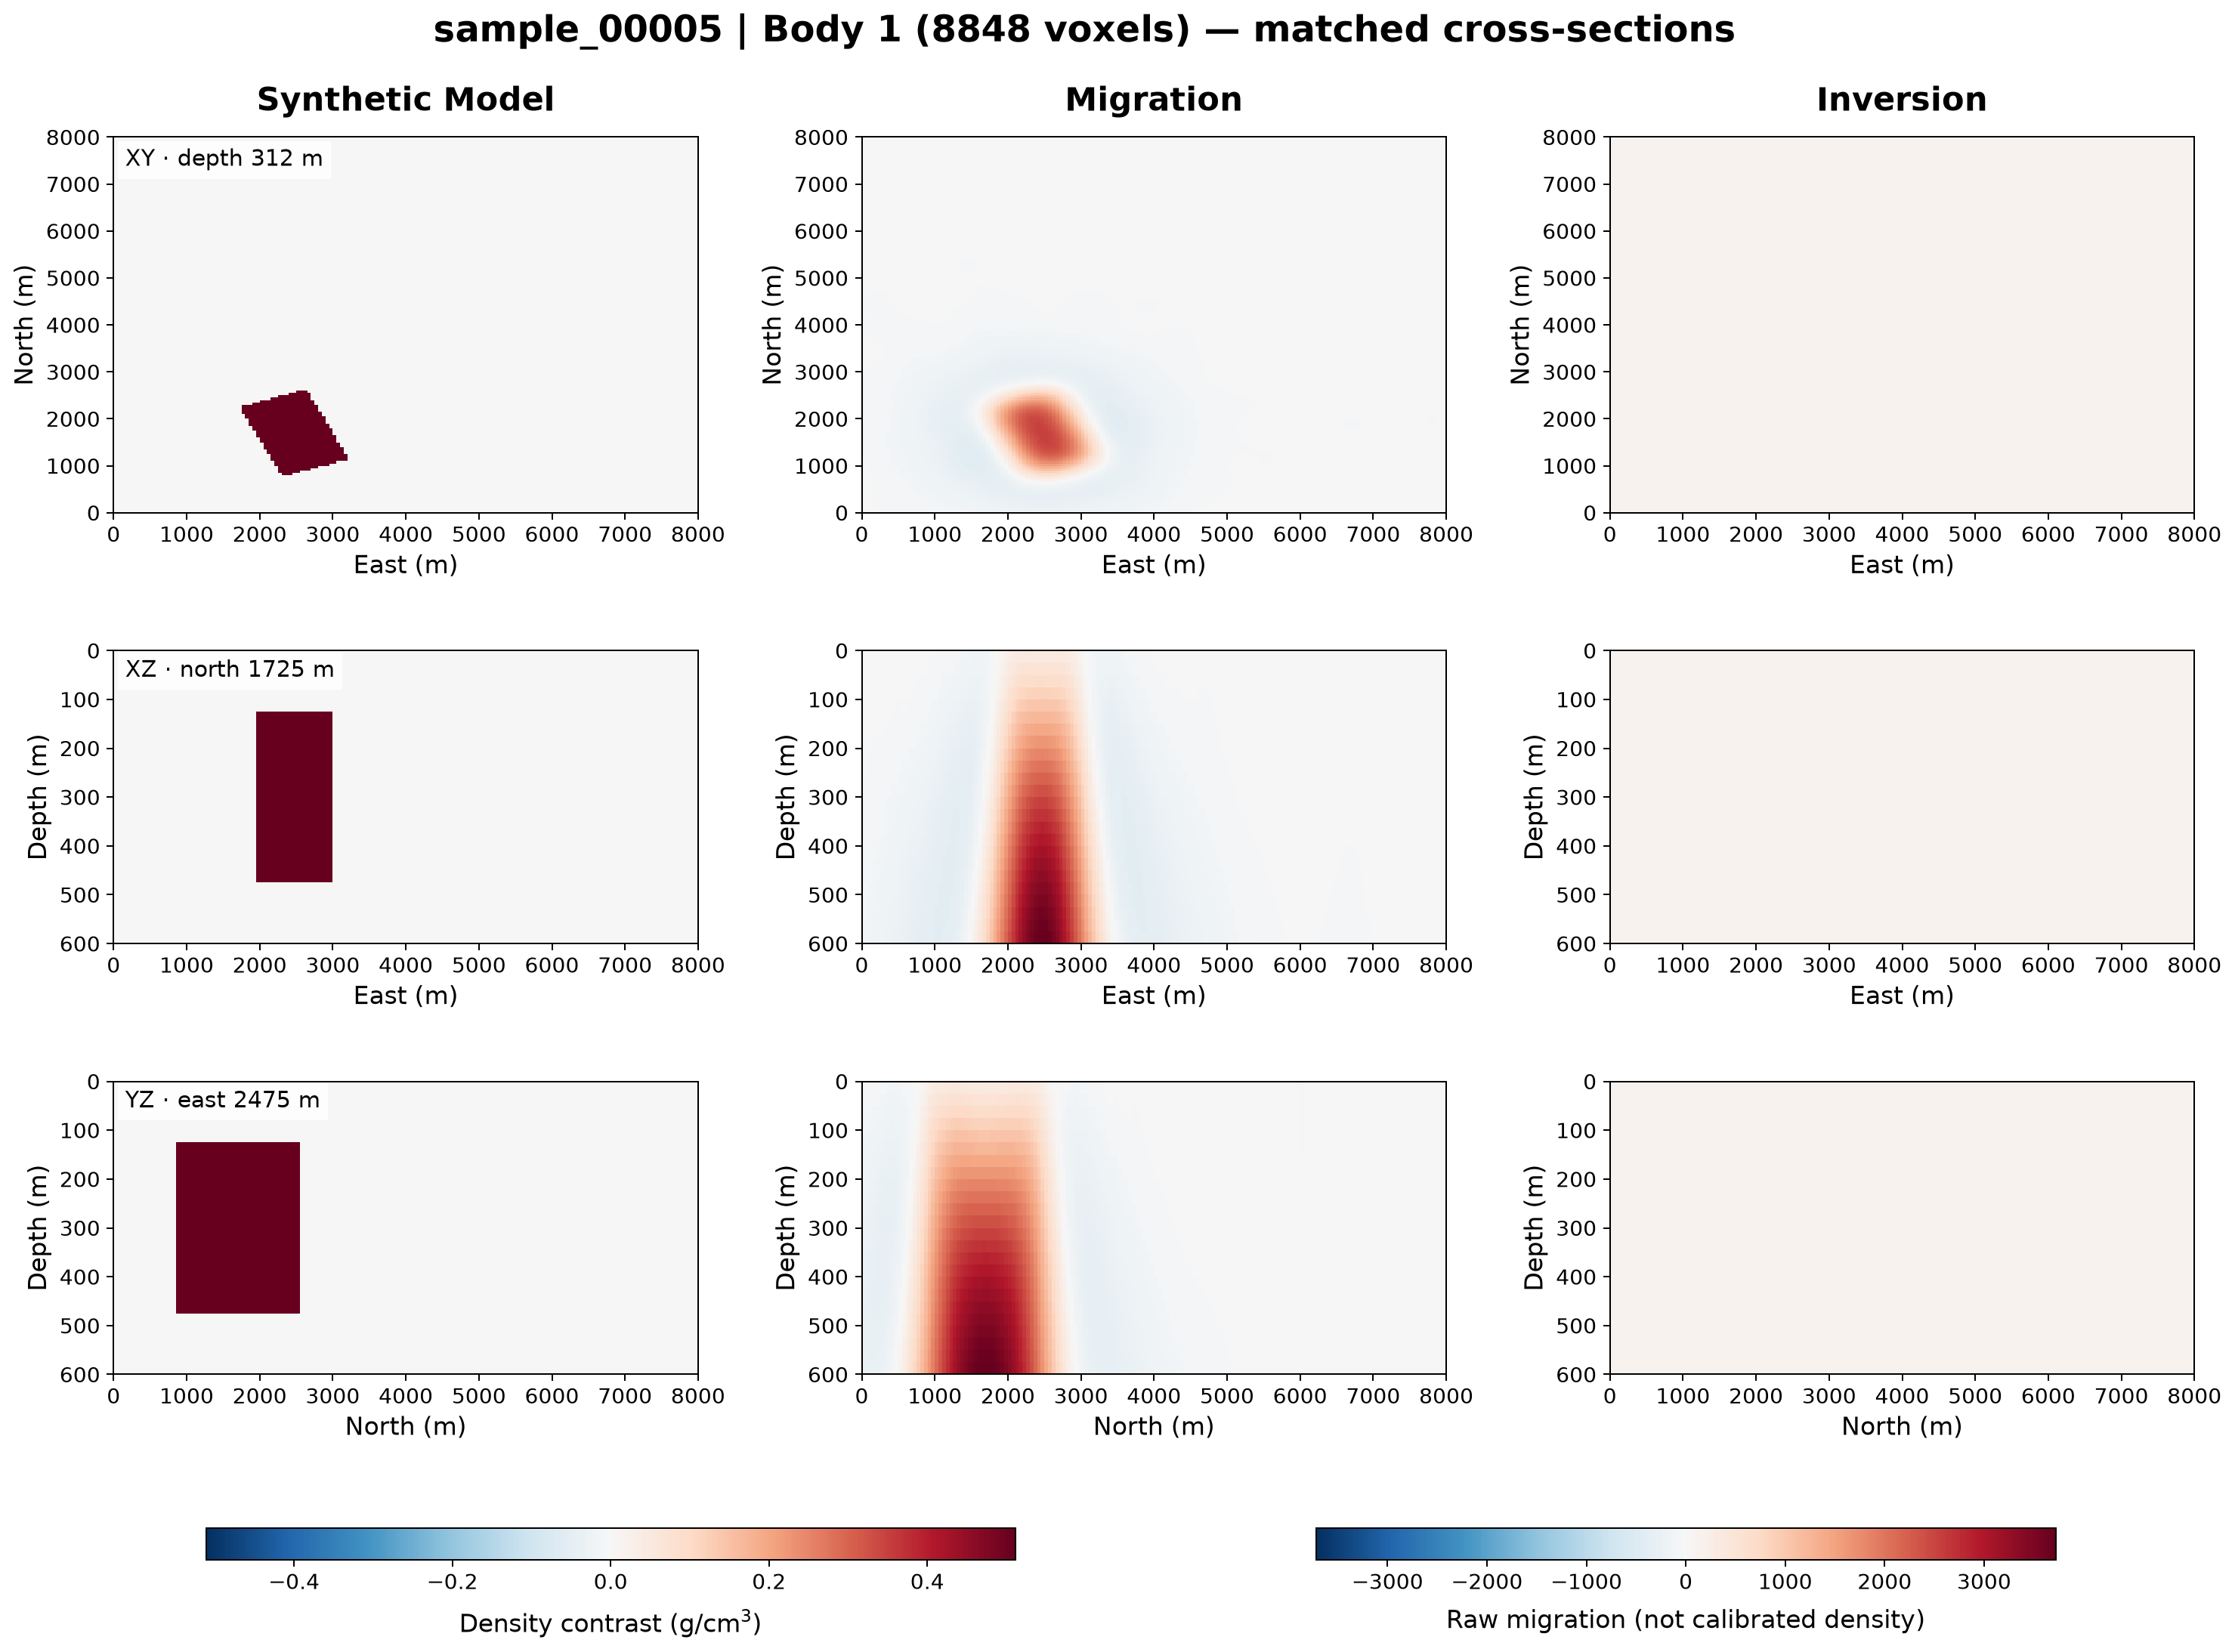 sample_00005 | Body 1 (8848 voxels) — matched cross-sections
Synthetic Model
Migration
Inversion
8000
7000
6000
5000
4000
3000
2000
1000
0
North (m)
XY · depth 312 m
0 1000 2000 3000 4000 5000 6000 7000 8000
East (m)
8000
7000
6000
5000
4000
3000
2000
1000
0
North (m)
0 1000 2000 3000 4000 5000 6000 7000 8000
East (m)
8000
7000
6000
5000
4000
3000
2000
1000
0
North (m)
0 1000 2000 3000 4000 5000 6000 7000 8000
East (m)
0
100
200
300
400
500
600
Depth (m)
XZ · north 1725 m
0 1000 2000 3000 4000 5000 6000 7000 8000
East (m)
0
100
200
300
400
500
600
Depth (m)
0 1000 2000 3000 4000 5000 6000 7000 8000
East (m)
0
100
200
300
400
500
600
Depth (m)
0 1000 2000 3000 4000 5000 6000 7000 8000
East (m)
0
100
200
300
400
500
600
Depth (m)
YZ · east 2475 m
0 1000 2000 3000 4000 5000 6000 7000 8000
North (m)
0
100
200
300
400
500
600
Depth (m)
0 1000 2000 3000 4000 5000 6000 7000 8000
North (m)
0
100
200
300
400
500
600
Depth (m)
0 1000 2000 3000 4000 5000 6000 7000 8000
North (m)
−0.4 −0.2 0.0 0.2 0.4
Density contrast (g/cm³)
−3000 −2000 −1000 0 1000 2000 3000
Raw migration (not calibrated density)